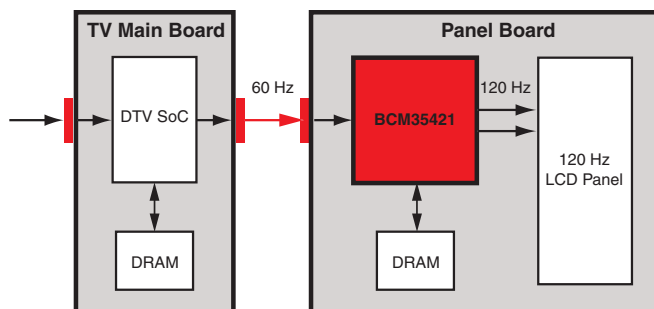 TV Main Board
Panel Board
60 Hz
120 Hz
DTV SoC
BCM35421
120 Hz
LCD Panel
DRAM
DRAM